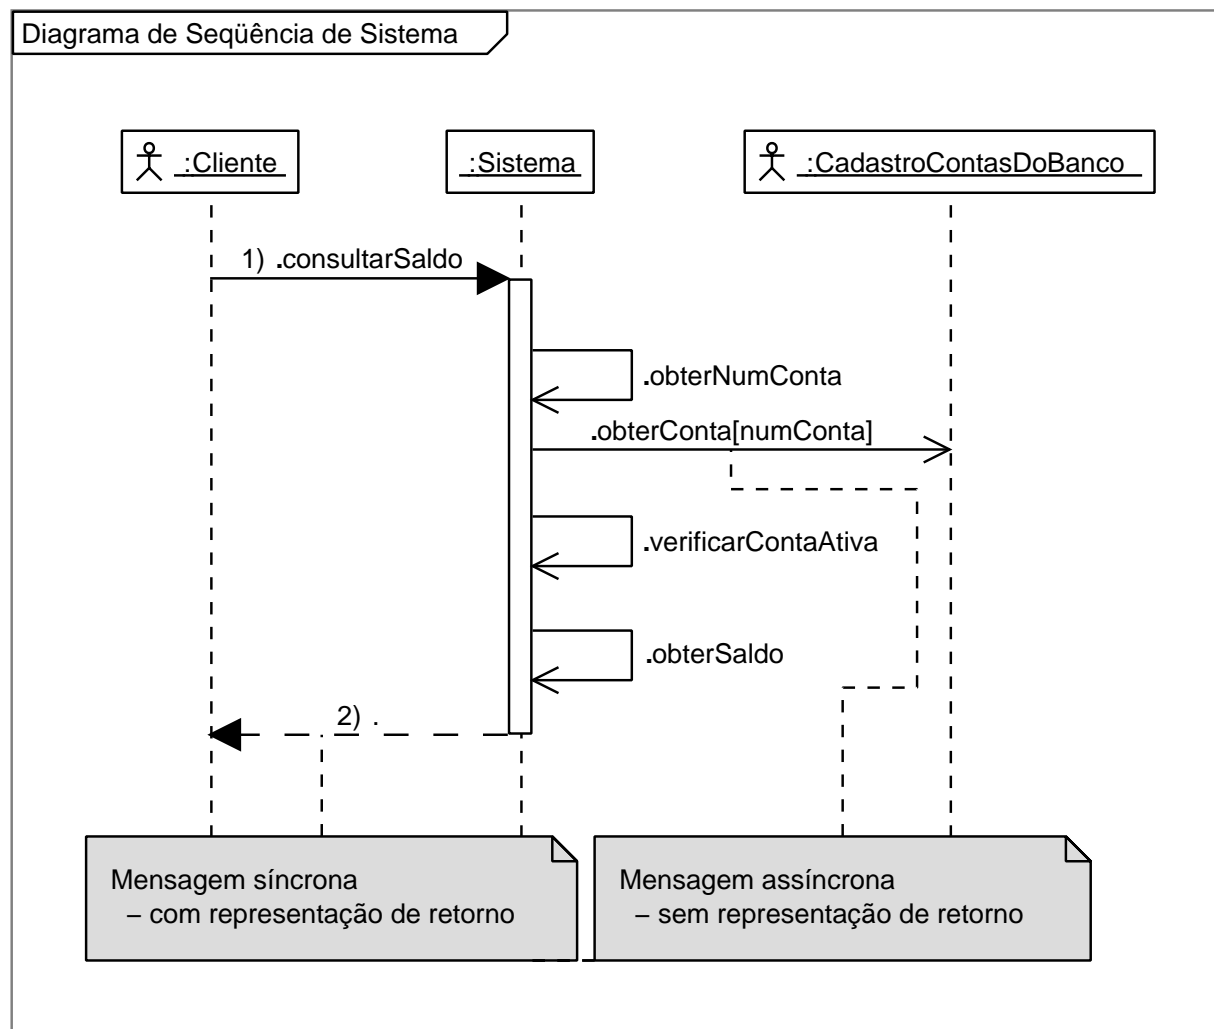 Diagrama de Seqüência de Sistema
:Cliente
:Sistema
:CadastroContasDoBanco
1) .consultarSaldo
.obterNumConta
.obterConta[numConta]
.verificarContaAtiva
.obterSaldo
2) .
Mensagem síncrona
– com representação de retorno
Mensagem assíncrona
– sem representação de retorno